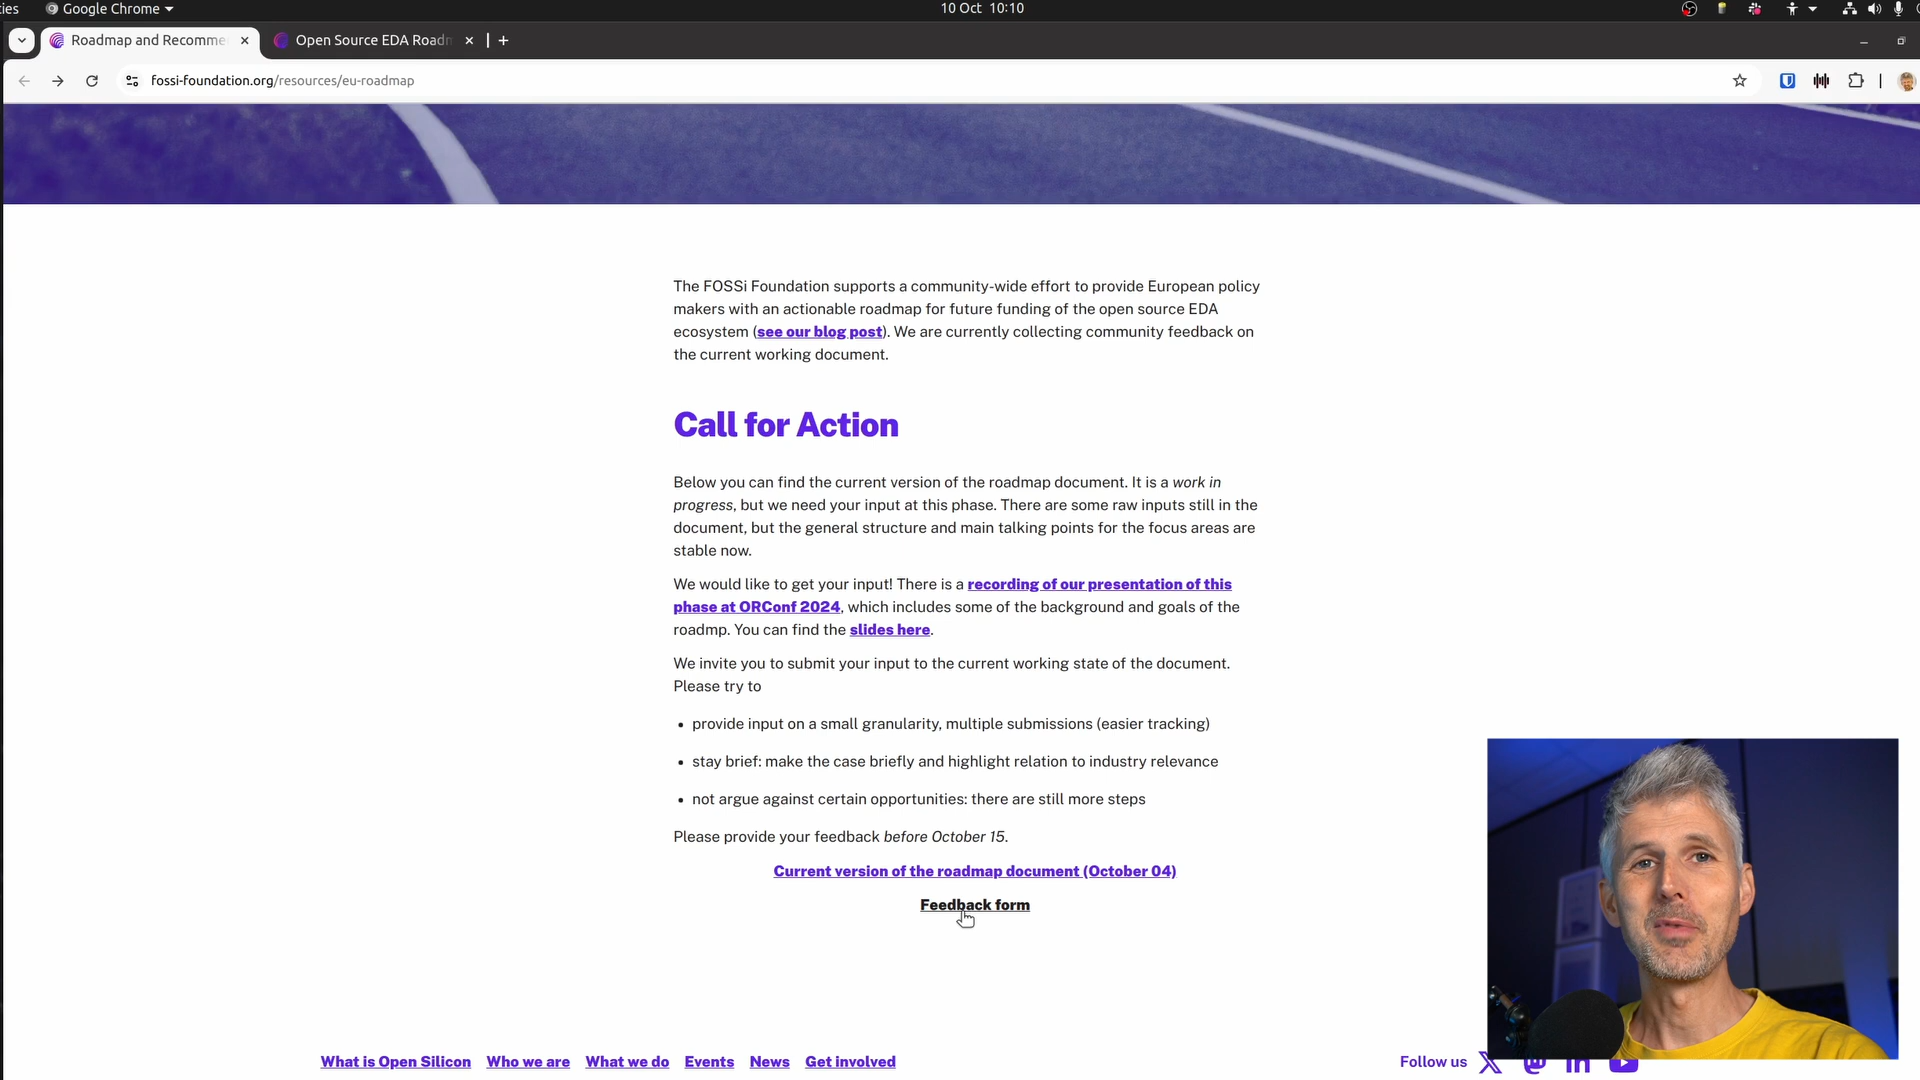 ties Google Chrome 10 Oct 10:10
Roadmap and Recomme Open Source EDA Roadm
fossi-foundation.org/resources/eu-roadmap
The FOSSi Foundation supports a community-wide effort to provide European policy
makers with an actionable roadmap for future funding of the open source EDA
ecosystem (see our blog post). We are currently collecting community feedback on
the current working document.
Call for Action
Below you can find the current version of the roadmap document. It is a work in
progress, but we need your input at this phase. There are some raw inputs still in the
document, but the general structure and main talking points for the focus areas are
stable now.
We would like to get your input! There is a recording of our presentation of this
phase at ORConf 2024, which includes some of the background and goals of the
roadmp. You can find the slides here.
We invite you to submit your input to the current working state of the document.
Please try to
• provide input on a small granularity, multiple submissions (easier tracking)
• stay brief: make the case briefly and highlight relation to industry relevance
• not argue against certain opportunities: there are still more steps
Please provide your feedback before October 15.
Current version of the roadmap document (October 04)
Feedback form
What is Open Silicon Who we are What we do Events News Get involved Follow us